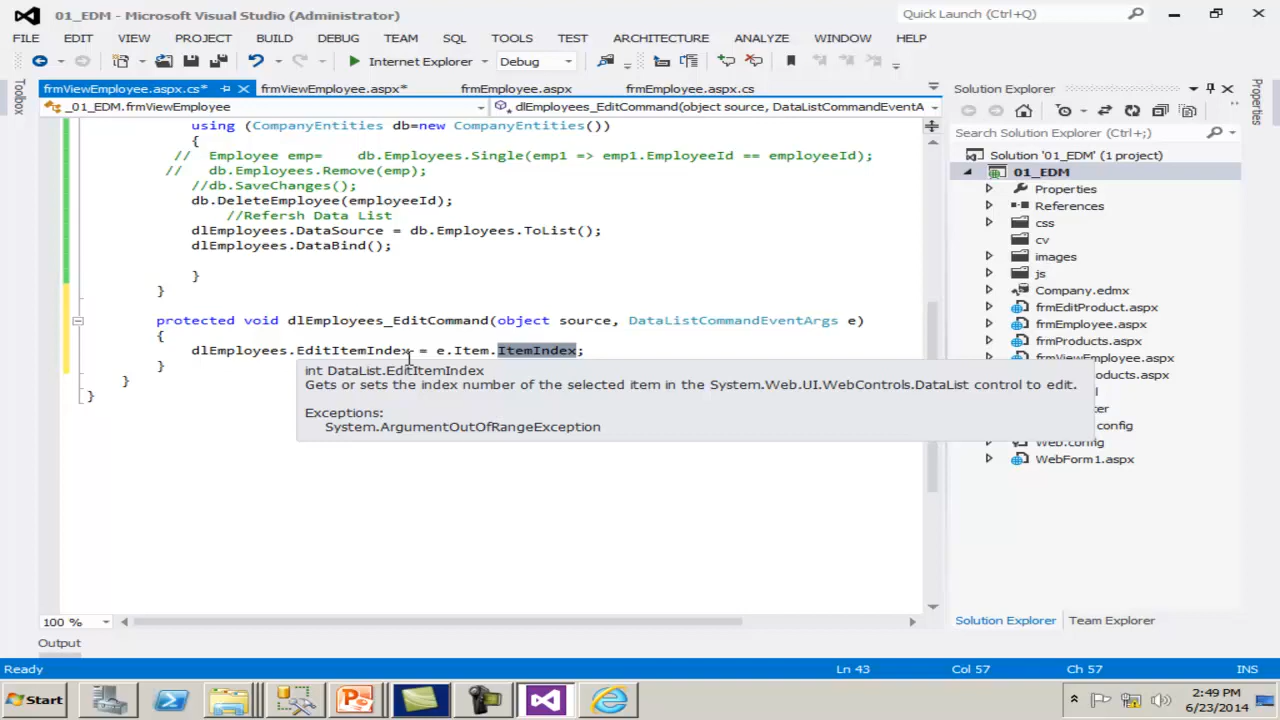 01_EDM - Microsoft Visual Studio (Administrator)
Quick Launch (Ctrl+Q)
FILE EDIT VIEW PROJECT BUILD DEBUG TEAM SQL TOOLS TEST ARCHITECTURE ANALYZE WINDOW HELP
Internet Explorer Debug
Toolbox
frmViewEmployee.aspx.cs* frmViewEmployee.aspx* frmEmployee.aspx frmEmployee.aspx.cs
_01_EDM.frmViewEmployee dlEmployees_EditCommand(object source, DataListCommandEventA
using (CompanyEntities db=new CompanyEntities())
{
// Employee emp= db.Employees.Single(emp1 => emp1.EmployeeId == employeeId);
// db.Employees.Remove(emp);
//db.SaveChanges();
db.DeleteEmployee(employeeId);
//Refersh Data List
dlEmployees.DataSource = db.Employees.ToList();
dlEmployees.DataBind();
}
}
protected void dlEmployees_EditCommand(object source, DataListCommandEventArgs e)
{
dlEmployees.EditItemIndex = e.Item.ItemIndex;
}
}
}
int DataList.EditItemIndex
Gets or sets the index number of the selected item in the System.Web.UI.WebControls.DataList control to edit.
Exceptions:
System.ArgumentOutOfRangeException
100 %
Output
Solution Explorer
Search Solution Explorer (Ctrl+;)
Solution '01_EDM' (1 project)
01_EDM
Properties
References
css
cv
images
js
Company.edmx
frmEditProduct.aspx
frmEmployee.aspx
frmProducts.aspx
frmViewEmployee.aspx
oducts.aspx
ter
config
Web.config
WebForm1.aspx
Solution Explorer Team Explorer
Properties
Ready Ln 43 Col 57 Ch 57 INS
Start
2:49 PM
6/23/2014